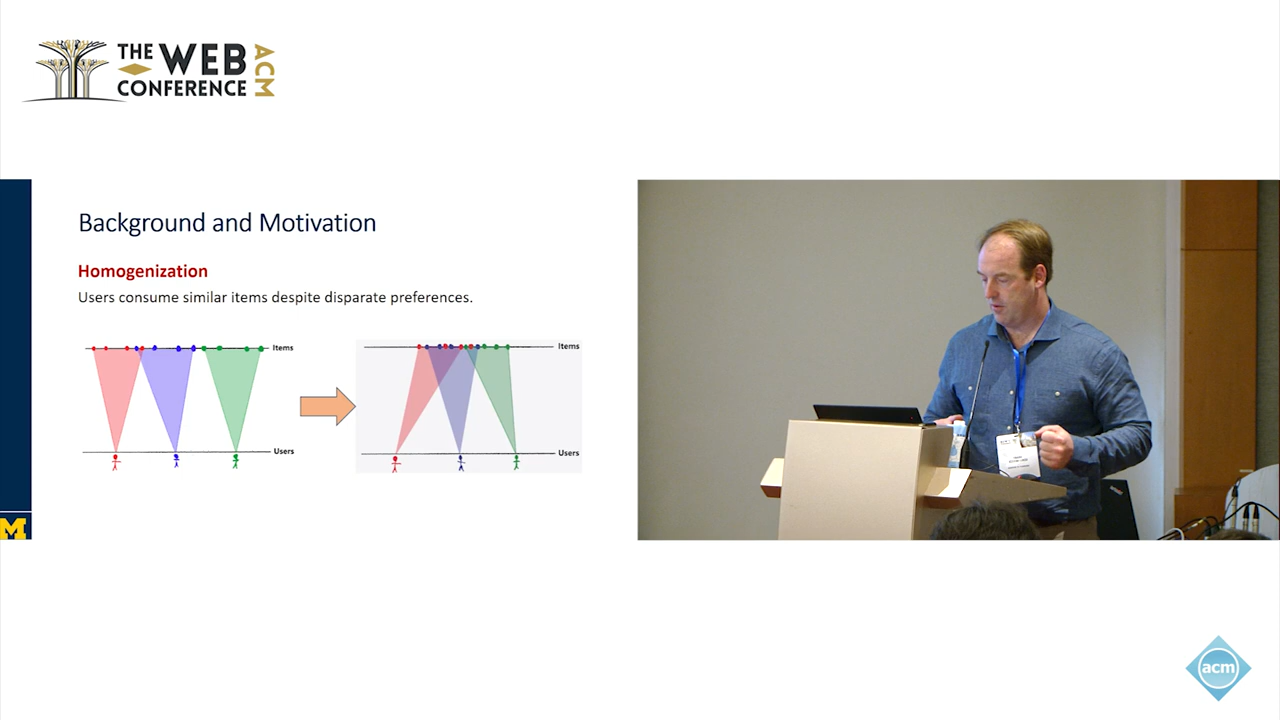 THE WEB
CONFERENCE
ACM
Background and Motivation
Homogenization
Users consume similar items despite disparate preferences.
Items
Items
Users
Users
M
acm